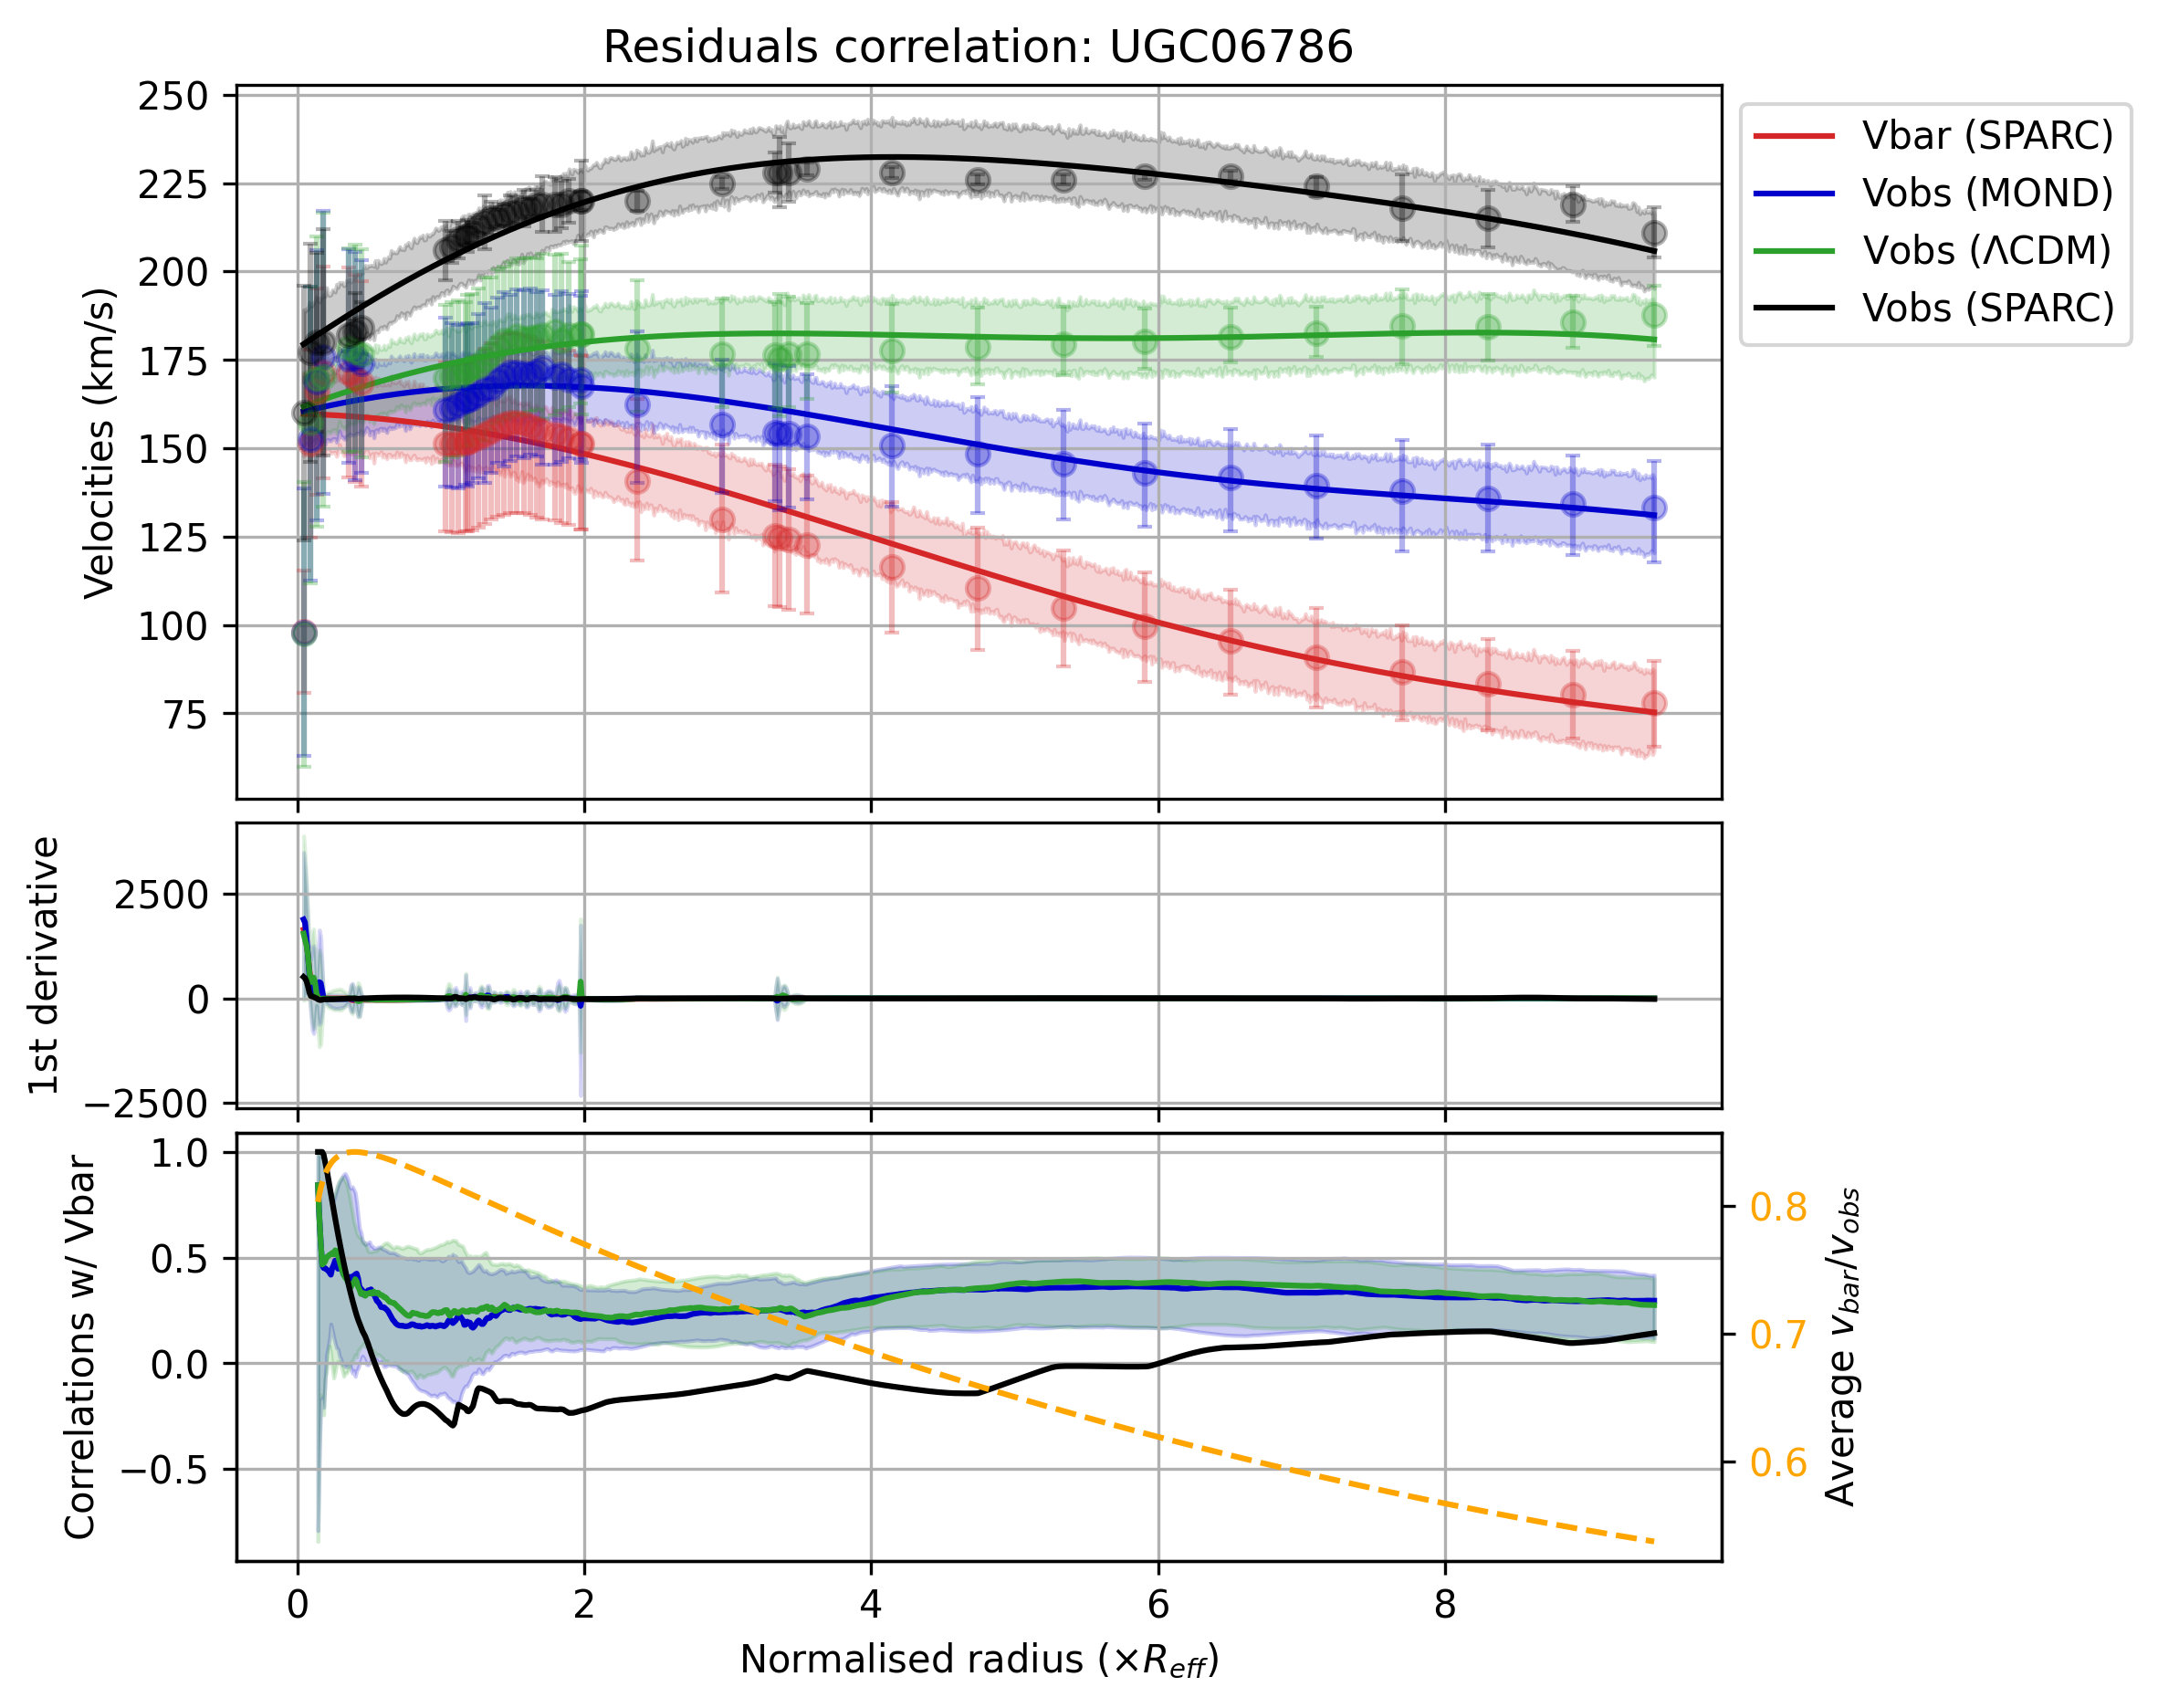 Residuals correlation: UGC06786
250
225
200
175
150
125
100
75
Velocities (km/s)
Vbar (SPARC)
Vobs (MOND)
Vobs (ΛCDM)
Vobs (SPARC)
2500
0
−2500
1st derivative
1.0
0.5
0.0
−0.5
Correlations w/ Vbar
0.8
0.7
0.6
Average v_bar/v_obs
0 2 4 6 8
Normalised radius (×R_eff)